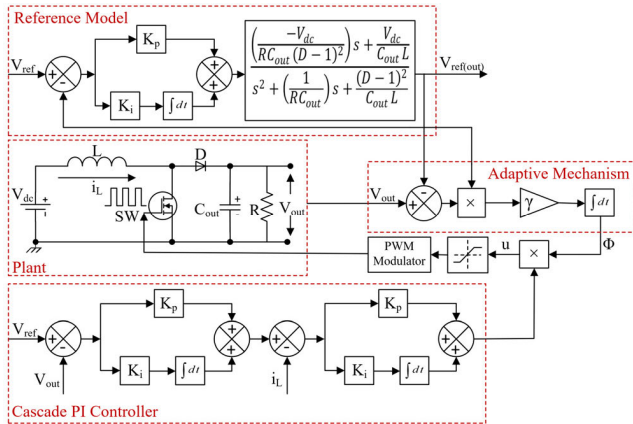 Reference Model
K_p
V_ref
K_i
∫dt
((-V_dc)/(RC_out (D-1)^2))s + V_dc/(C_out L)
s^2 + (1/(RC_out))s + (D-1)^2/(C_out L)
V_ref(out)
L
D
i_L
V_dc
SW
C_out
R
V_out
Plant
Adaptive Mechanism
V_out
γ
∫dt
PWM
Modulator
u
Φ
K_p
K_p
V_ref
K_i
∫dt
K_i
∫dt
V_out
i_L
Cascade PI Controller